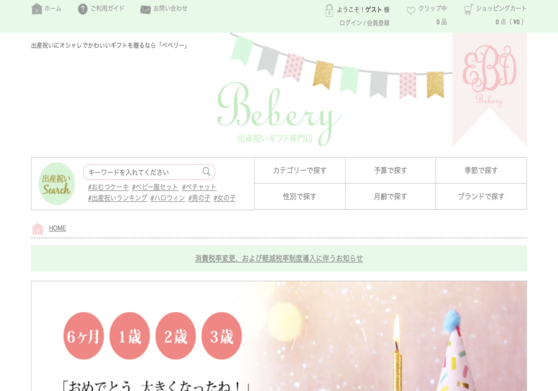 ホーム ご利用ガイド お問い合わせ
ようこそ！ゲスト 様
ログイン / 会員登録
クリップ中
0 品
ショッピングカート
0 点（ ¥0 ）
出産祝いにオシャレでかわいいギフトを贈るなら「ベベリー」
Bebery
出産祝いギフト専門店
EBD
Bebery
出産祝い
Search
キーワードを入れてください
#おむつケーキ #ベビー服セット #ベチャット
#出産祝いランキング #ハロウィン #男の子 #女の子
カテゴリーで探す 予算で探す 季節で探す
性別で探す 月齢で探す ブランドで探す
HOME
消費税率変更、および軽減税率制度導入に伴うお知らせ
6ヶ月 1歳 2歳 3歳
「おめでとう 大きくなったね！」